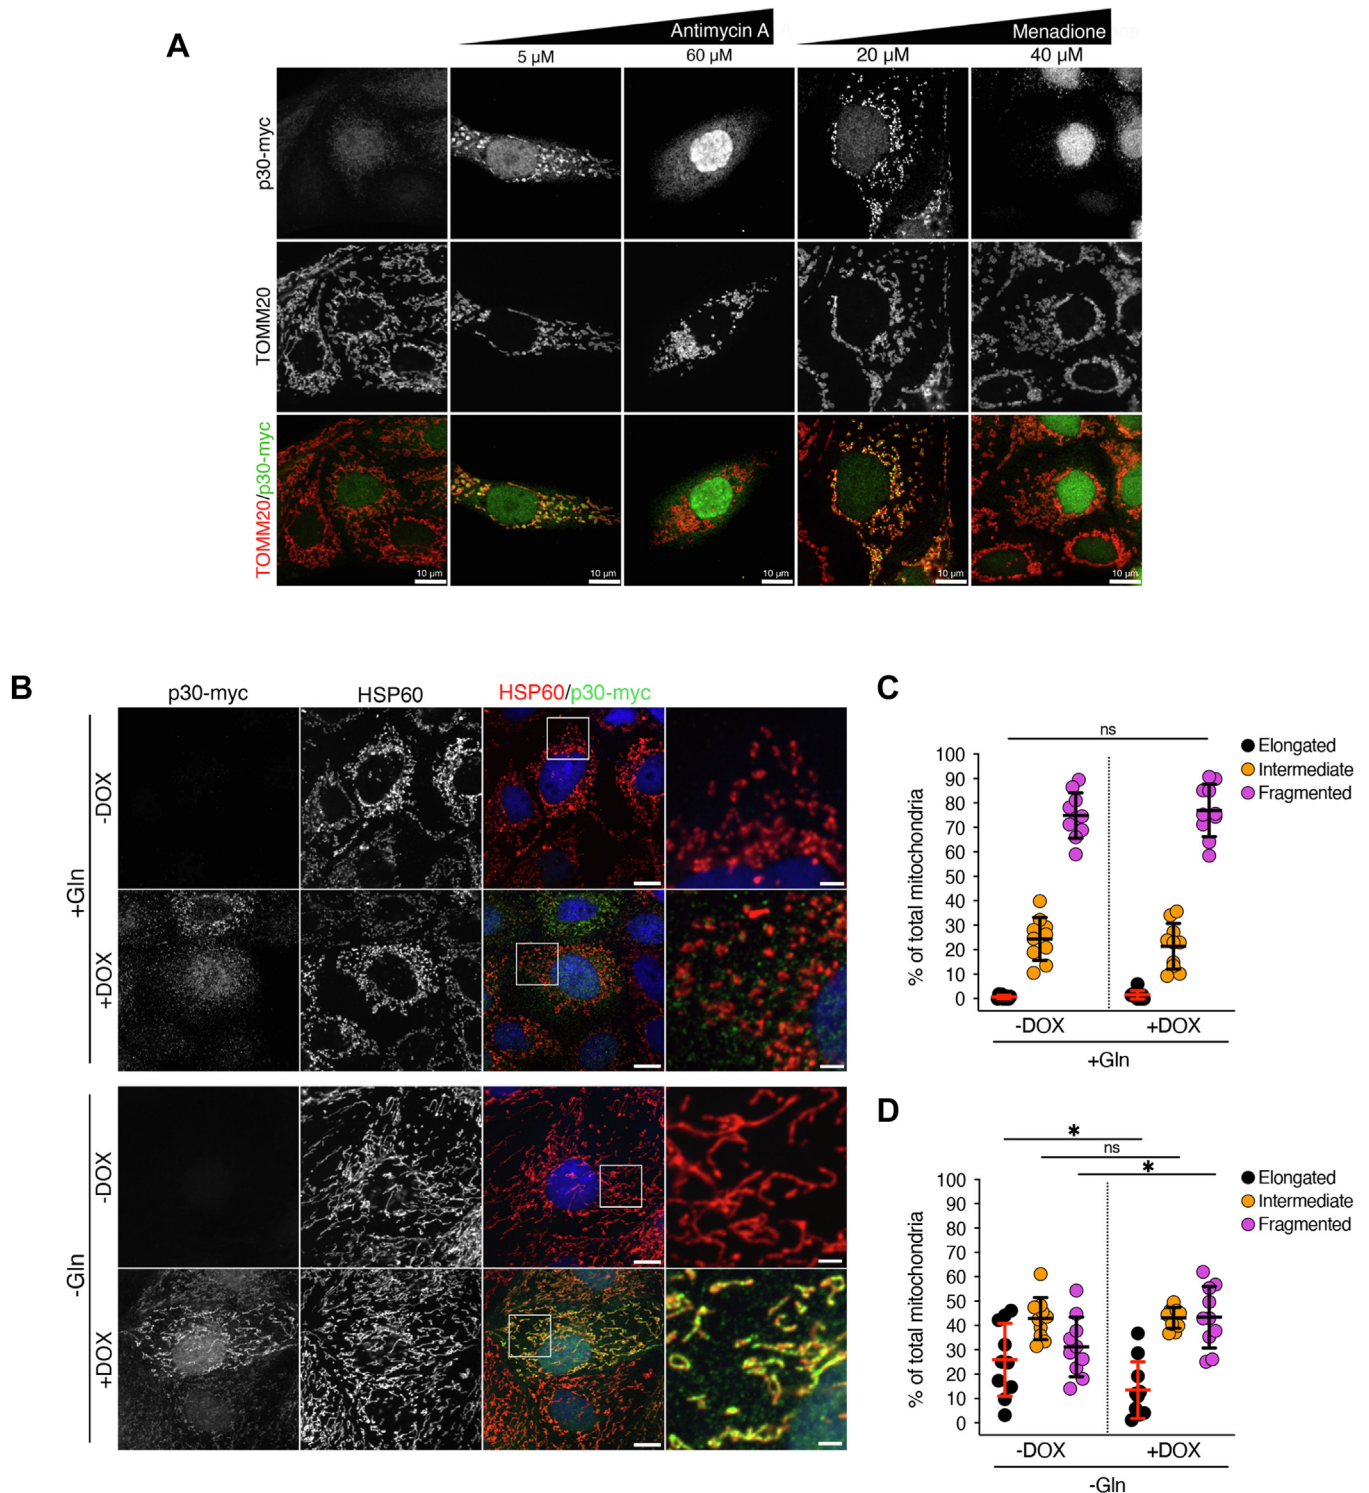 A
Antimycin A
Menadione
5 µM
60 µM
20 µM
40 µM
p30-myc
TOMM20
TOMM20/p30-myc
10 µm
10 µm
10 µm
10 µm
10 µm
B
p30-myc
HSP60
HSP60/p30-myc
+Gln
-DOX
+DOX
-Gln
-DOX
+DOX
C
ns
Elongated
Intermediate
Fragmented
% of total mitochondria
100
90
80
70
60
50
40
30
20
10
0
-DOX
+DOX
+Gln
D
*
ns
*
Elongated
Intermediate
Fragmented
% of total mitochondria
100
90
80
70
60
50
40
30
20
10
0
-DOX
+DOX
-Gln